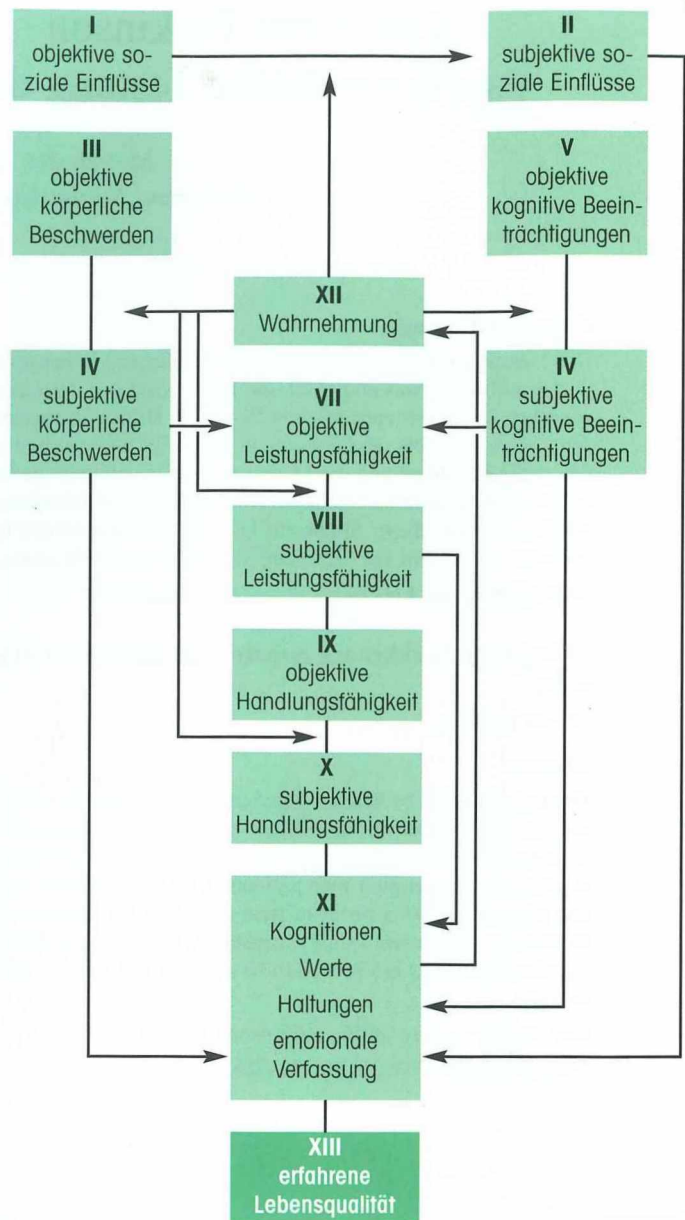 I
objektive so-
ziale Einflüsse
II
subjektive so-
ziale Einflüsse
III
objektive
körperliche
Beschwerden
V
objektive
kognitive Beein-
trächtigungen
XII
Wahrnehmung
IV
subjektive
körperliche
Beschwerden
VII
objektive
Leistungsfähigkeit
IV
subjektive
kognitive Beein-
trächtigungen
VIII
subjektive
Leistungsfähigkeit
IX
objektive
Handlungsfähigkeit
X
subjektive
Handlungsfähigkeit
XI
Kognitionen
Werte
Haltungen
emotionale
Verfassung
XIII
erfahrene
Lebensqualität